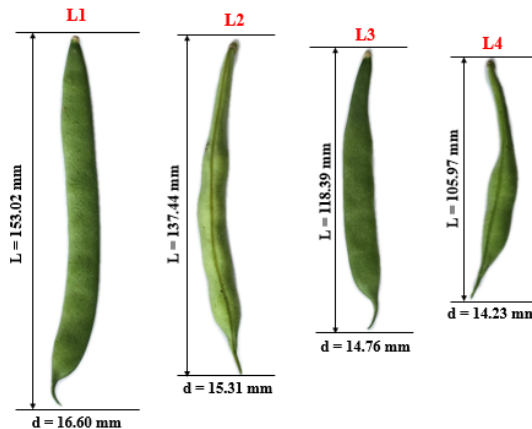 L1
L2
L3
L4
L = 153.02 mm
L = 137.44 mm
L = 118.39 mm
L = 105.97 mm
d = 16.60 mm
d = 15.31 mm
d = 14.76 mm
d = 14.23 mm